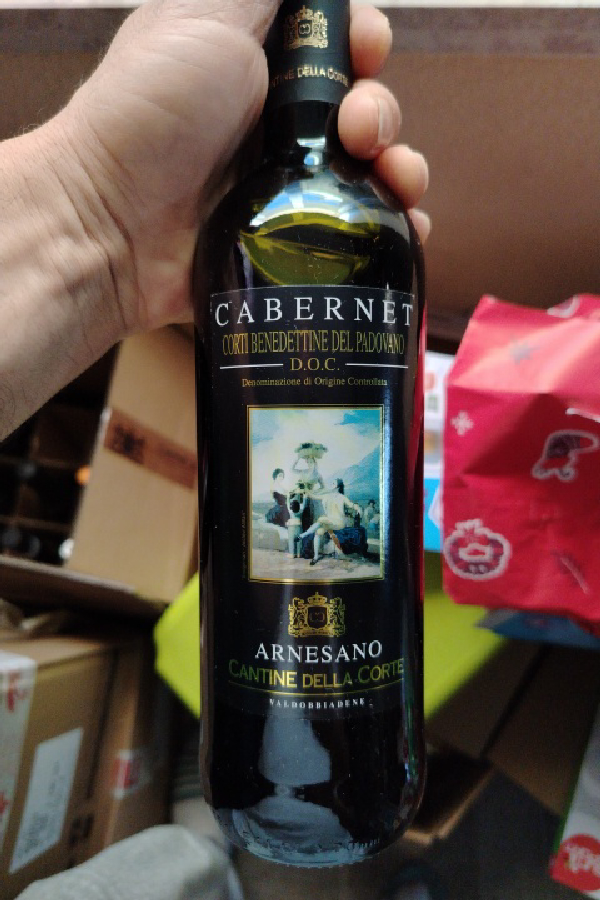 CANTINE DELLA CORTE
CABERNET
CORTI BENEDETTINE DEL PADOVANO
D.O.C.
Denominazione di Origine Controllata
ARNESANO
CANTINE DELLA CORTE
VALDOBBIADENE